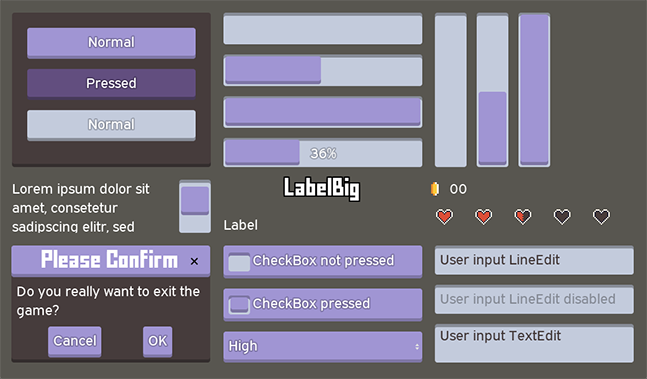 Normal
Pressed
Normal
36%
Lorem ipsum dolor sit
amet, consetetur
sadipscing elitr, sed
LabelBig
Label
00
Please Confirm
×
Do you really want to exit the
game?
Cancel
OK
CheckBox not pressed
CheckBox pressed
High
User input LineEdit
User input LineEdit disabled
User input TextEdit